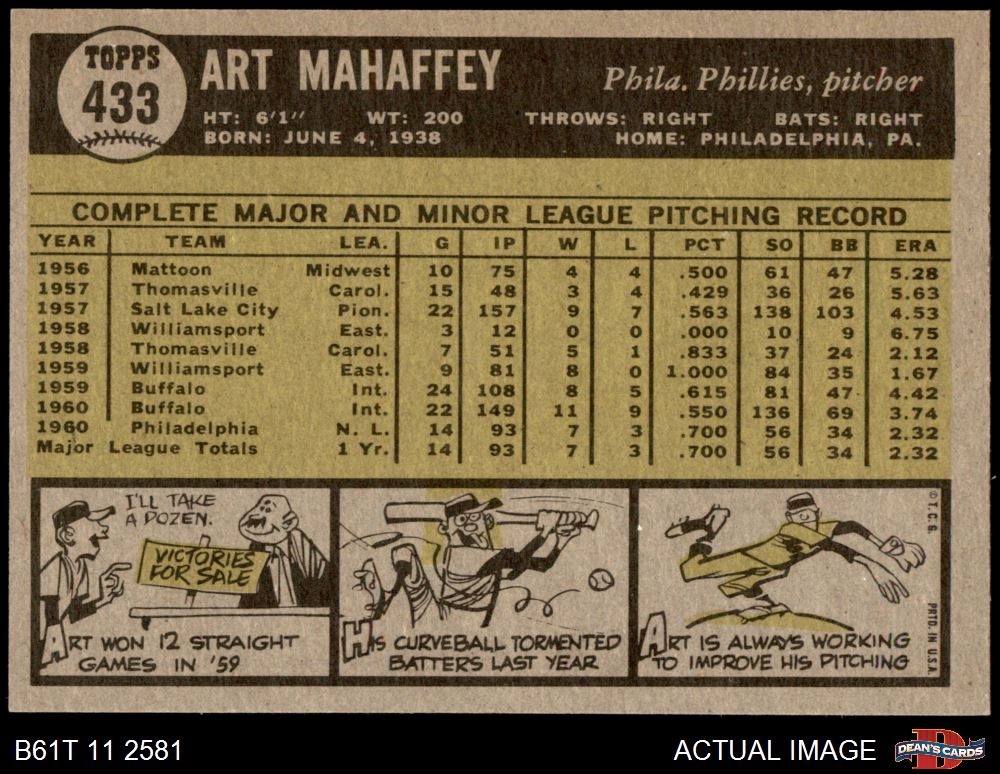 TOPPS
433
ART MAHAFFEY
Phila. Phillies, pitcher
HT: 6'1'' WT: 200 THROWS: RIGHT BATS: RIGHT
BORN: JUNE 4, 1938 HOME: PHILADELPHIA, PA.
COMPLETE MAJOR AND MINOR LEAGUE PITCHING RECORD
YEAR TEAM LEA. G IP W L PCT SO BB ERA
1956 Mattoon Midwest 10 75 4 4 .500 61 47 5.28
1957 Thomasville Carol. 15 48 3 4 .429 36 26 5.63
1957 Salt Lake City Pion. 22 157 9 7 .563 138 103 4.53
1958 Williamsport East. 3 12 0 0 .000 10 9 6.75
1958 Thomasville Carol. 7 51 5 1 .833 37 24 2.12
1959 Williamsport East. 9 81 8 0 1.000 84 35 1.67
1959 Buffalo Int. 24 108 8 5 .615 81 47 4.42
1960 Buffalo Int. 22 149 11 9 .550 136 69 3.74
1960 Philadelphia N. L. 14 93 7 3 .700 56 34 2.32
Major League Totals 1 Yr. 14 93 7 3 .700 56 34 2.32
I'LL TAKE
A DOZEN.
VICTORIES
FOR SALE
ART WON 12 STRAIGHT
GAMES IN '59
HIS CURVEBALL TORMENTED
BATTERS LAST YEAR
ART IS ALWAYS WORKING
TO IMPROVE HIS PITCHING
© T.C.G.
PRTD. IN U.S.A.
B61T 11 2581
ACTUAL IMAGE
D
DEAN'S CARDS